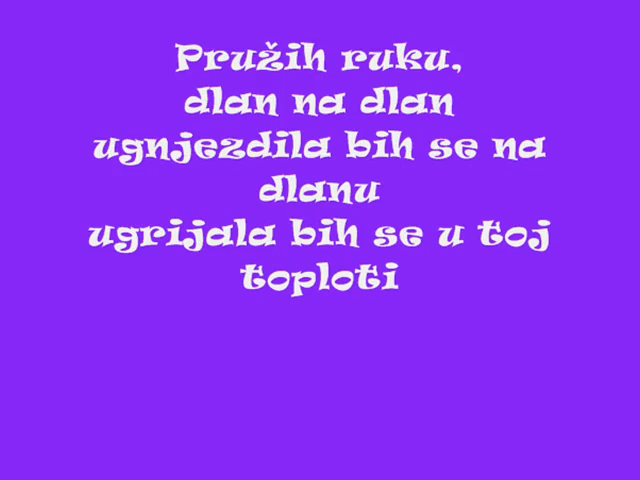 Pružih ruku,
dlan na dlan
ugnjezdila bih se na
dlanu
ugrijala bih se u toj
toploti